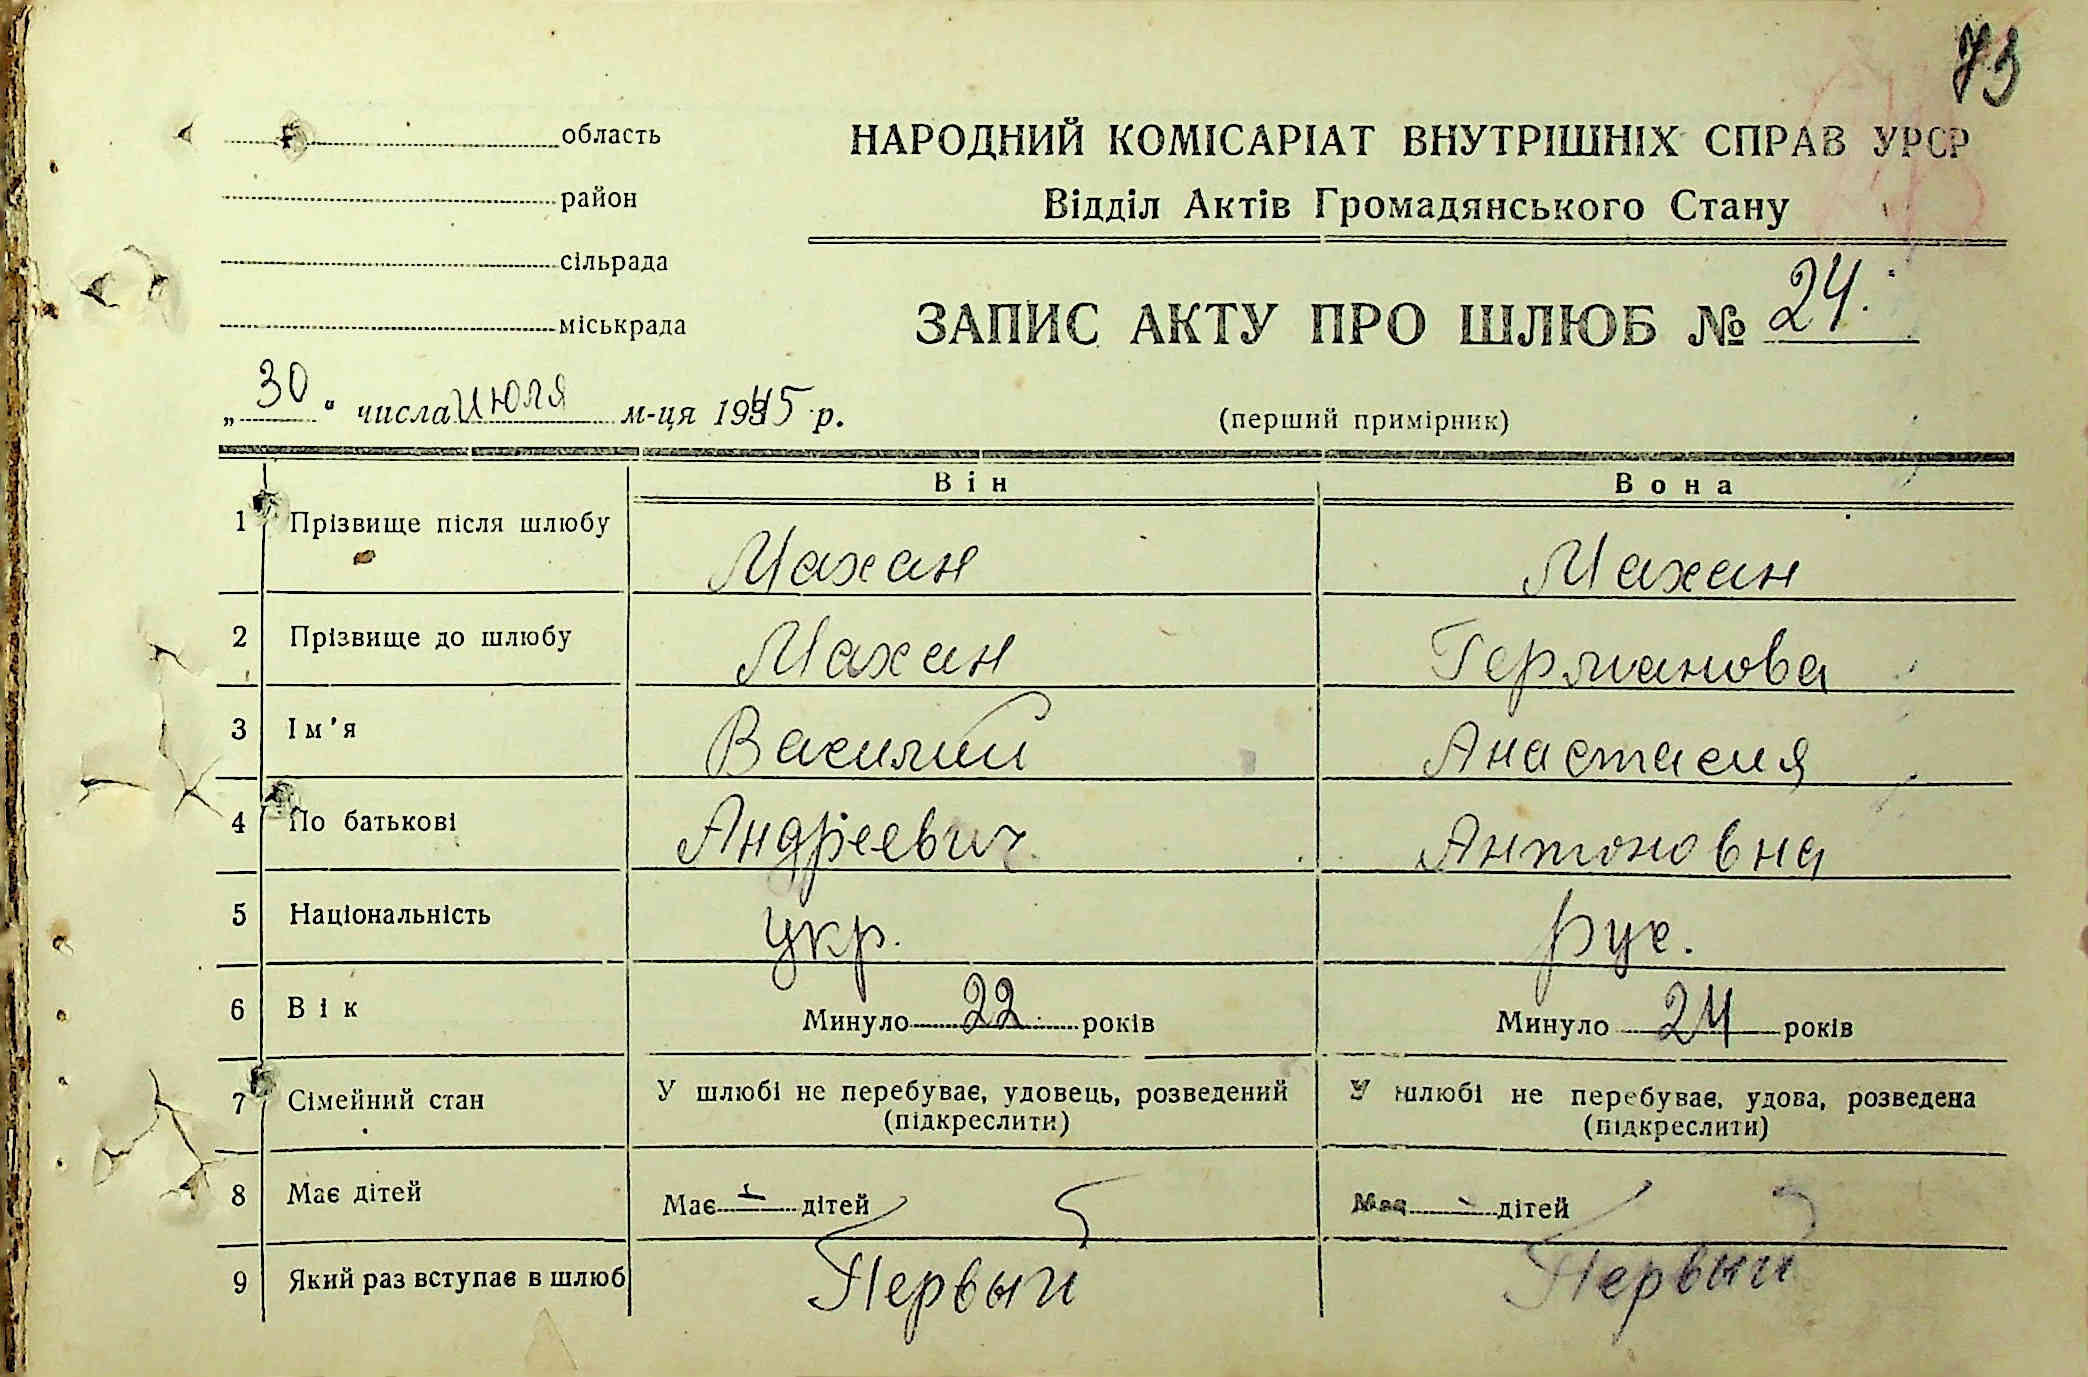 73
область
район
сільрада
міськрада
НАРОДНИЙ КОМІСАРІАТ ВНУТРІШНІХ СПРАВ УРСР
Відділ Актів Громадянського Стану
ЗАПИС АКТУ ПРО ШЛЮБ № 24.
„30“ числа июля м-ця 1945 р.
(перший примірник)
Він Вона
1 Прізвище після шлюбу Махан Махан
2 Прізвище до шлюбу Махан Германова
3 Ім'я Василий Анастасия
4 По батькові Андреевич Антоновна
5 Національність укр. рус.
6 Вік Минуло 22 років Минуло 24 років
7 Сімейний стан У шлюбі не перебуває, удовець, розведений (підкреслити) У шлюбі не перебуває, удова, розведена (підкреслити)
8 Має дітей Має - дітей Має - дітей
9 Який раз вступає в шлюб Первый Первый